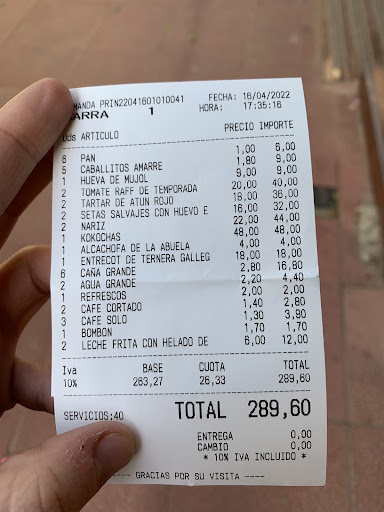 MANDA PRIN22041601010041 FECHA: 16/04/2022
ARRA 1 HORA: 17:35:16
Uds ARTICULO PRECIO IMPORTE
6 PAN 1,00 6,00
5 CABALLITOS AMARRE 1,80 9,00
1 HUEVA DE MUJOL 9,00 9,00
2 TOMATE RAFF DE TEMPORADA 20,00 40,00
2 TARTAR DE ATUN ROJO 18,00 36,00
2 SETAS SALVAJES CON HUEVO E 16,00 32,00
2 NARIZ 22,00 44,00
1 KOKOCHAS 48,00 48,00
1 ALCACHOFA DE LA ABUELA 4,00 4,00
1 ENTRECOT DE TERNERA GALLEG 18,00 18,00
6 CAÑA GRANDE 2,80 16,80
2 AGUA GRANDE 2,20 4,40
1 REFRESCOS 2,00 2,00
2 CAFE CORTADO 1,40 2,80
3 CAFE SOLO 1,30 3,90
1 BOMBON 1,70 1,70
2 LECHE FRITA CON HELADO DE 6,00 12,00
Iva BASE CUOTA TOTAL
10% 263,27 26,33 289,60
SERVICIOS:40 TOTAL 289,60
ENTREGA 0,00
CAMBIO 0,00
* 10% IVA INCLUIDO *
---- GRACIAS POR SU VISITA ----